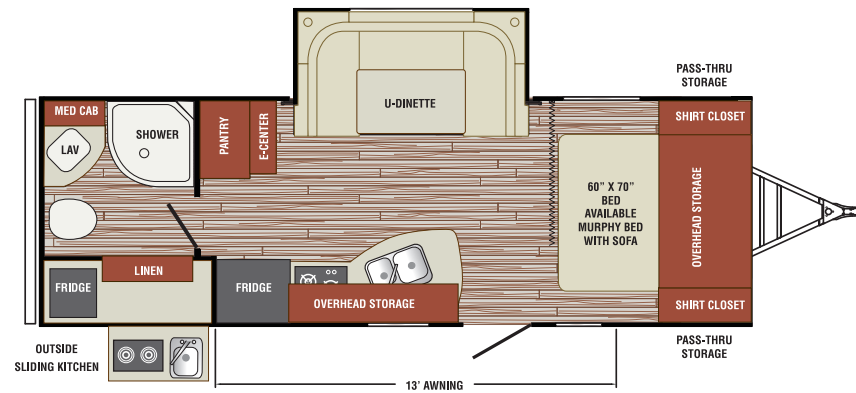 PASS-THRU
STORAGE
U-DINETTE
MED CAB
SHIRT CLOSET
PANTRY
E-CENTER
SHOWER
LAV
60" X 70"
BED
AVAILABLE
MURPHY BED
WITH SOFA
OVERHEAD STORAGE
LINEN
FRIDGE
FRIDGE
OVERHEAD STORAGE
SHIRT CLOSET
OUTSIDE
SLIDING KITCHEN
PASS-THRU
STORAGE
13' AWNING